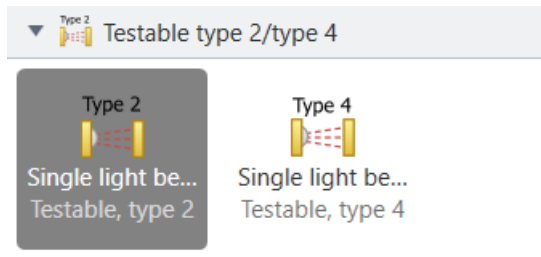 Type 2
Testable type 2/type 4
Type 2
Single light be...
Testable, type 2
Type 4
Single light be...
Testable, type 4